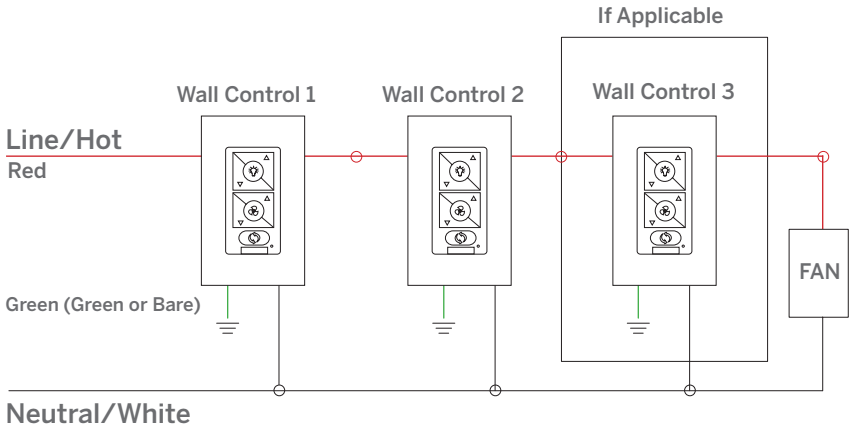 If Applicable
Wall Control 1
Wall Control 2
Wall Control 3
Line/Hot
Red
FAN
Green (Green or Bare)
Neutral/White